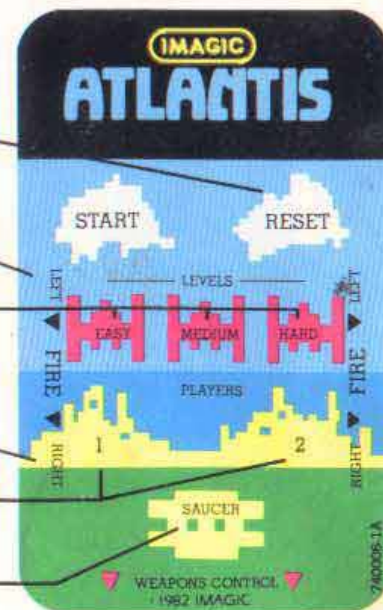 IMAGIC
ATLANTIS
START RESET
LEVELS
EASY MEDIUM HARD
LEFT
FIRE
RIGHT
LEFT
FIRE
RIGHT
PLAYERS
1 2
SAUCER
WEAPONS CONTROL
1982 IMAGIC
740006-1A